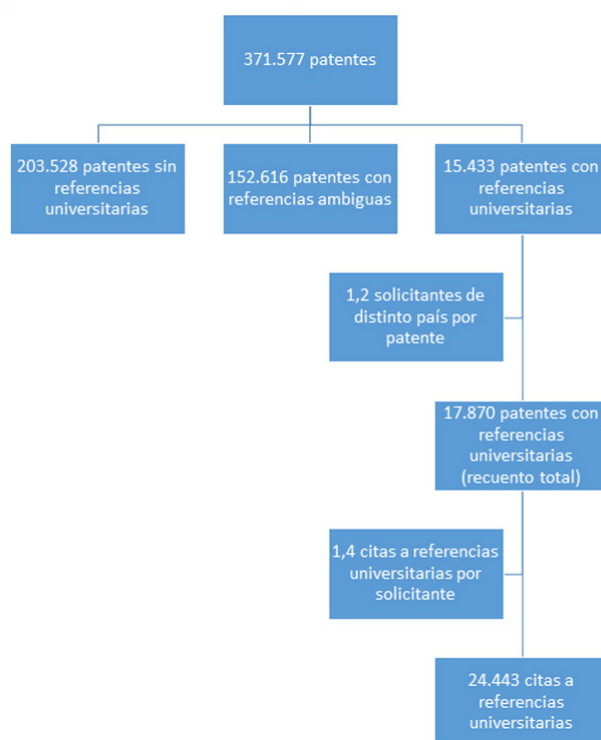 371.577 patentes
203.528 patentes sin
referencias
universitarias
152.616 patentes con
referencias ambiguas
15.433 patentes con
referencias
universitarias
1,2 solicitantes de
distinto país por
patente
17.870 patentes con
referencias
universitarias
(recuento total)
1,4 citas a referencias
universitarias por
solicitante
24.443 citas a
referencias
universitarias